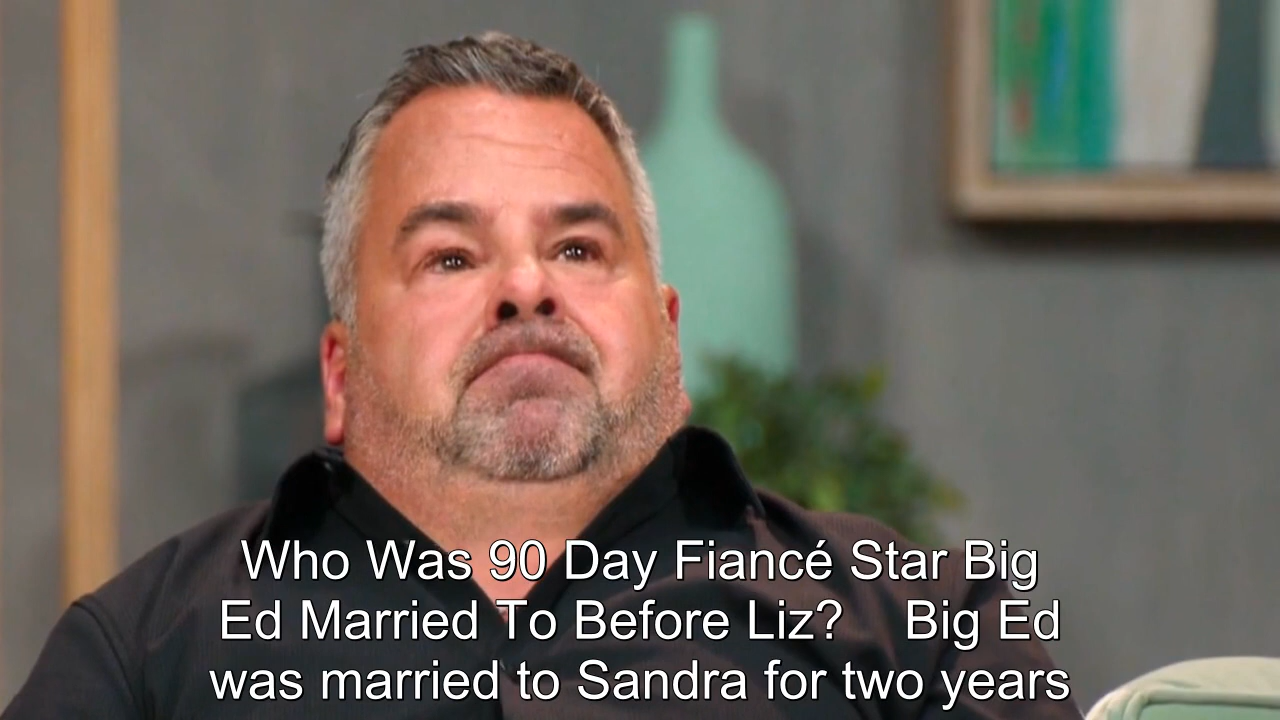 Who Was 90 Day Fiancé Star Big
Ed Married To Before Liz? Big Ed
was married to Sandra for two years